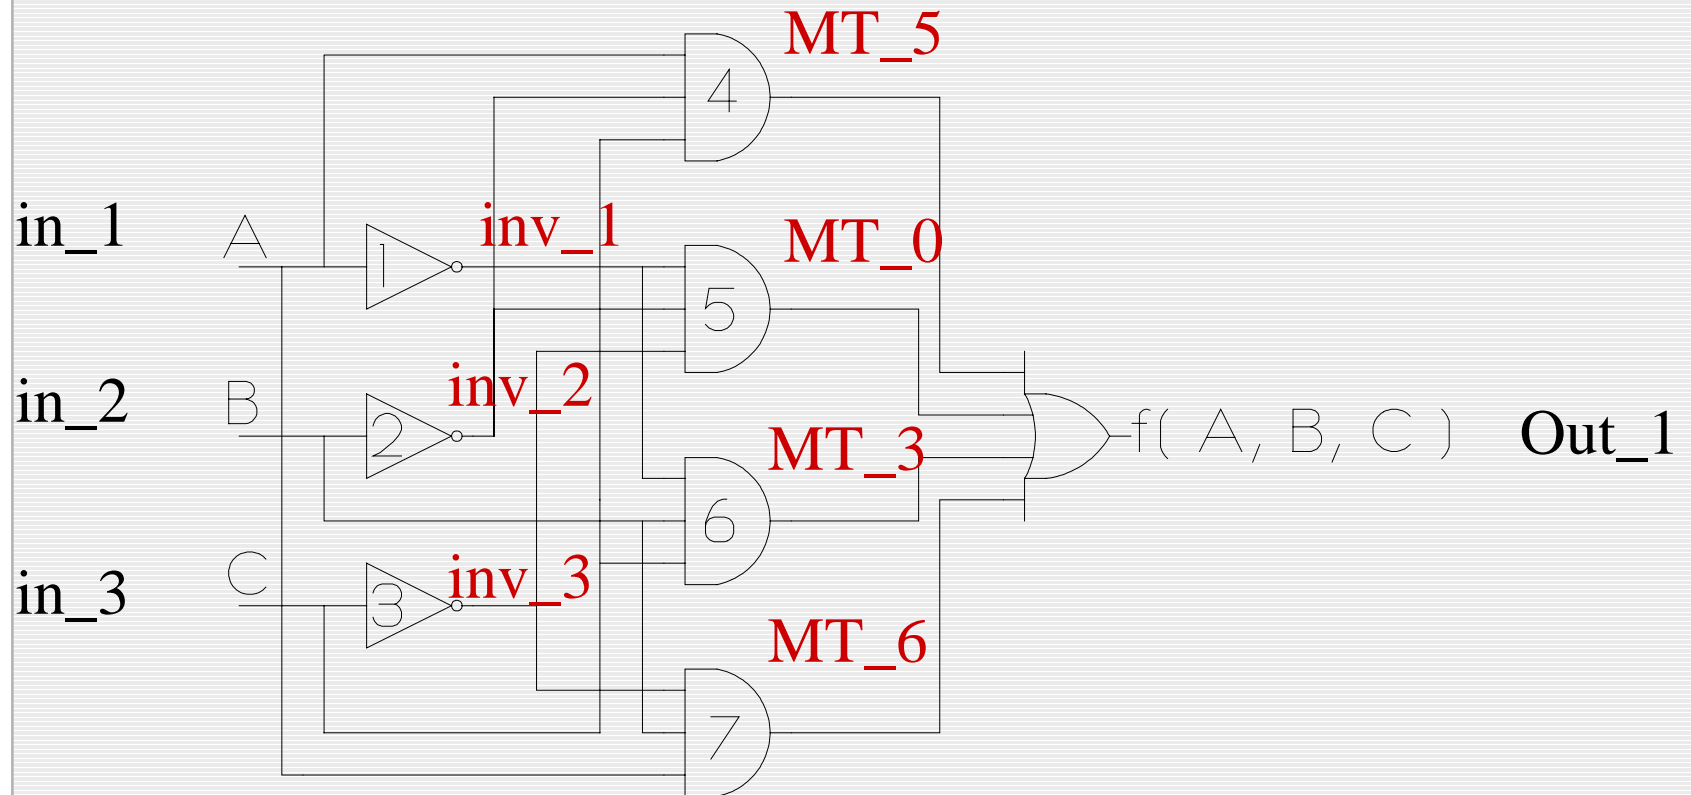 MT_5
4
in_1
A
1
inv_1
MT_0
5
in_2
B
2
inv_2
MT_3
f( A, B, C )
Out_1
6
in_3
C
3
inv_3
MT_6
7